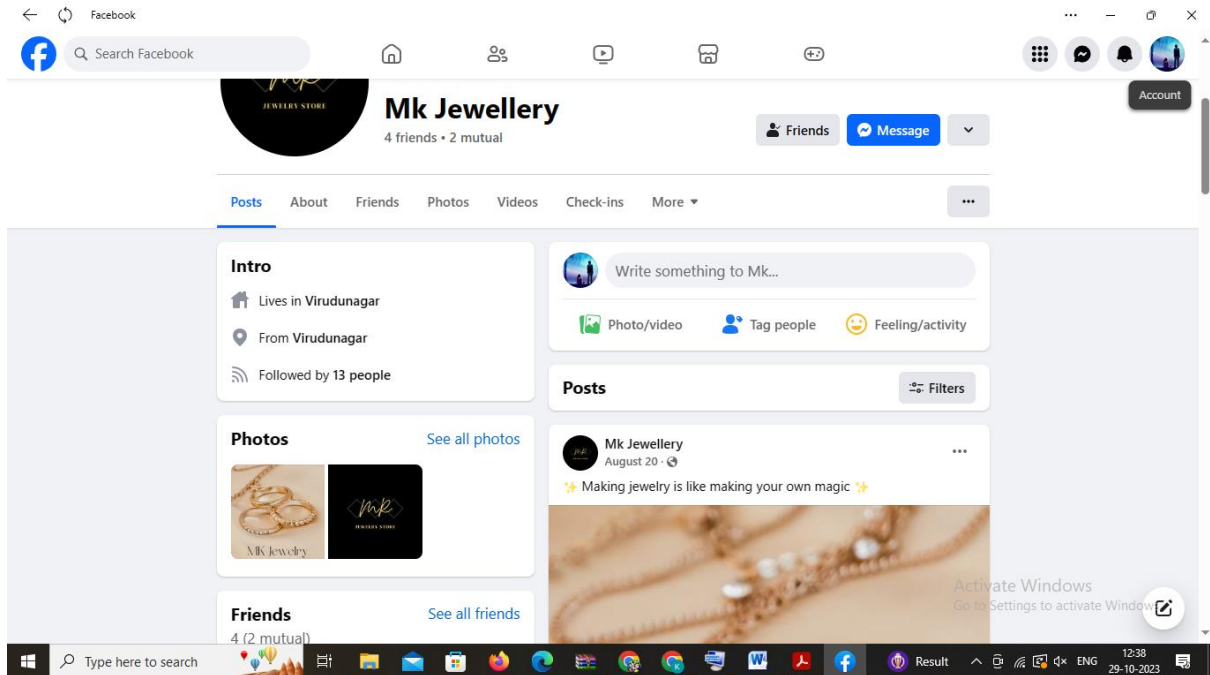 Facebook
Search Facebook
Account
MK
JEWELRY STORE
Mk Jewellery
4 friends • 2 mutual
Friends
Message
Posts About Friends Photos Videos Check-ins More
Intro
Lives in Virudunagar
From Virudunagar
Followed by 13 people
Write something to Mk...
Photo/video Tag people Feeling/activity
Posts
Filters
Photos See all photos
MK Jewelry
MK
JEWELRY STORE
Mk Jewellery
August 20 ·
✨ Making jewelry is like making your own magic ✨
Friends See all friends
4 (2 mutual)
Activate Windows
Go to Settings to activate Windows
Type here to search
Result
ENG
12:38
29-10-2023